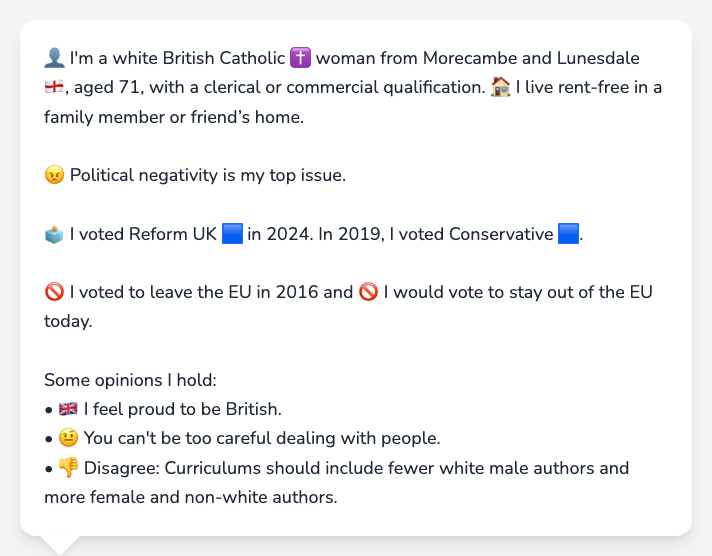 👤 I'm a white British Catholic ✝️ woman from Morecambe and Lunesdale
🏴󠁧󠁢󠁥󠁮󠁧󠁿, aged 71, with a clerical or commercial qualification. 🏠 I live rent-free in a
family member or friend’s home.
😠 Political negativity is my top issue.
🗳️ I voted Reform UK 🟦 in 2024. In 2019, I voted Conservative 🟦.
🚫 I voted to leave the EU in 2016 and 🚫 I would vote to stay out of the EU
today.
Some opinions I hold:
• 🇬🇧 I feel proud to be British.
• 🤨 You can't be too careful dealing with people.
• 👎 Disagree: Curriculums should include fewer white male authors and
more female and non-white authors.